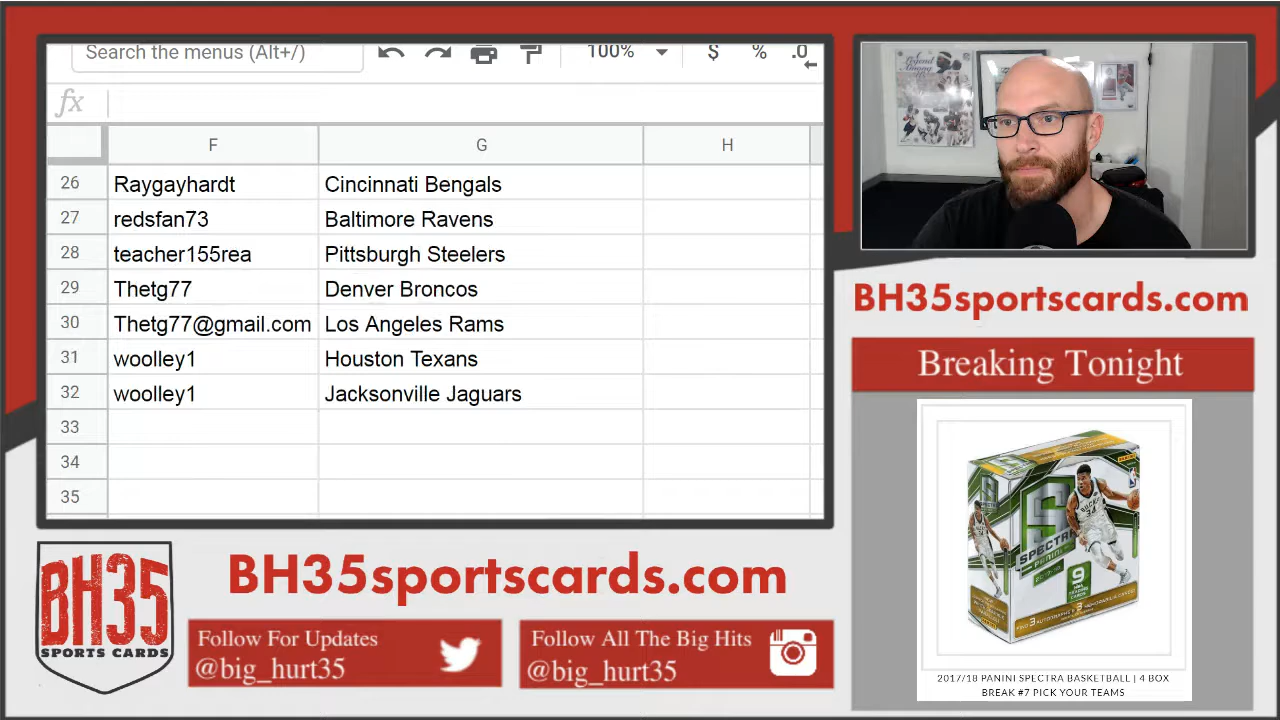 Search the menus (Alt+/)
100%
$
%
.0
fx
F
G
H
26 Raygayhardt Cincinnati Bengals
27 redsfan73 Baltimore Ravens
28 teacher155rea Pittsburgh Steelers
29 Thetg77 Denver Broncos
30 Thetg77@gmail.com Los Angeles Rams
31 woolley1 Houston Texans
32 woolley1 Jacksonville Jaguars
33
34
35
BH35sportscards.com
Breaking Tonight
SPECTRA
PANINI
9
2017/18 PANINI SPECTRA BASKETBALL | 4 BOX
BREAK #7 PICK YOUR TEAMS
BH35
SPORTS CARDS
BH35sportscards.com
Follow For Updates
@big_hurt35
Follow All The Big Hits
@big_hurt35